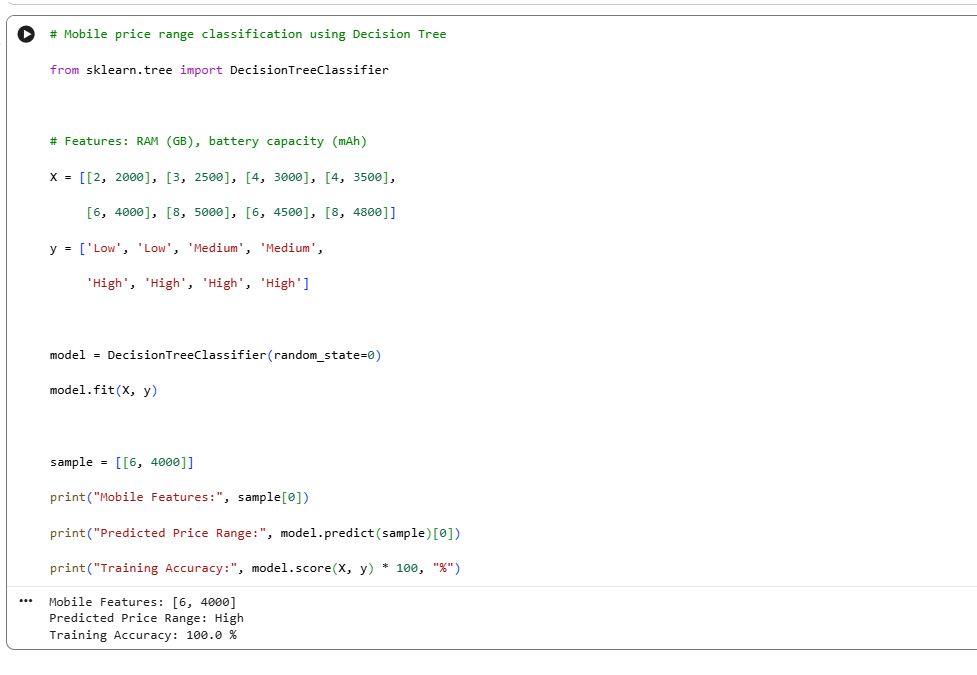 # Mobile price range classification using Decision Tree
from sklearn.tree import DecisionTreeClassifier
# Features: RAM (GB), battery capacity (mAh)
X = [[2, 2000], [3, 2500], [4, 3000], [4, 3500],
[6, 4000], [8, 5000], [6, 4500], [8, 4800]]
y = ['Low', 'Low', 'Medium', 'Medium',
'High', 'High', 'High', 'High']
model = DecisionTreeClassifier(random_state=0)
model.fit(X, y)
sample = [[6, 4000]]
print("Mobile Features:", sample[0])
print("Predicted Price Range:", model.predict(sample)[0])
print("Training Accuracy:", model.score(X, y) * 100, "%")
Mobile Features: [6, 4000]
Predicted Price Range: High
Training Accuracy: 100.0 %